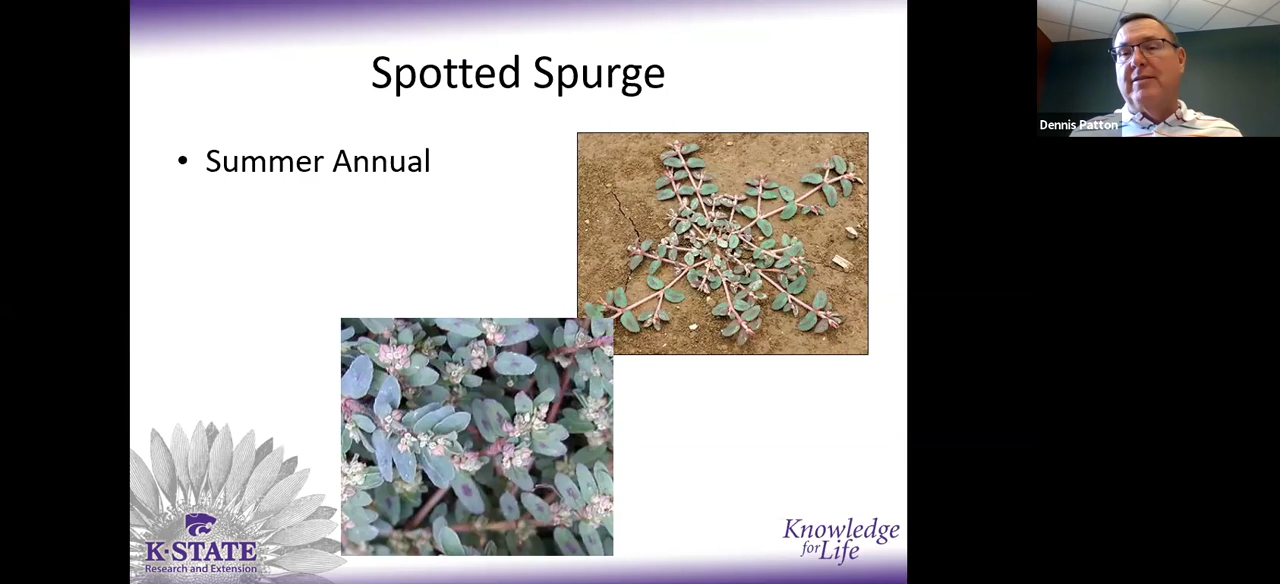 Spotted Spurge
• Summer Annual
Dennis Patton
K-STATE
Research and Extension
Knowledge
for Life